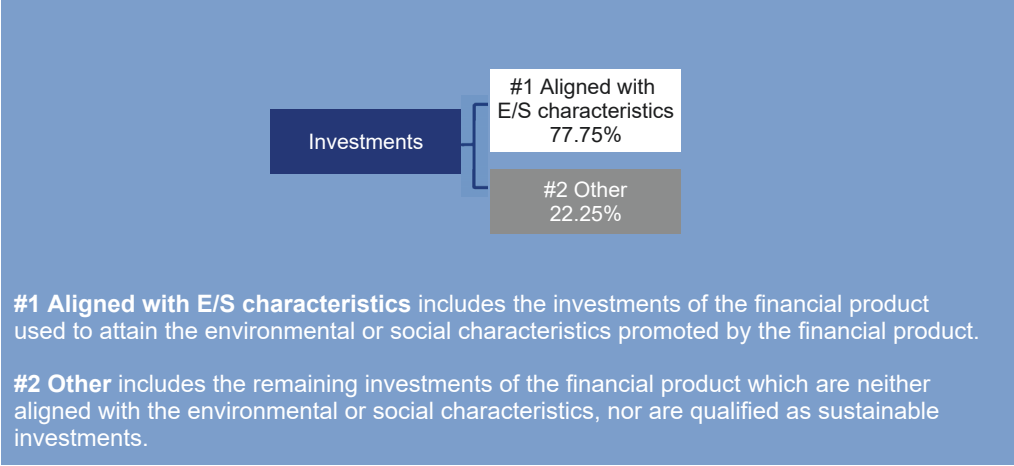 #1 Aligned with
E/S characteristics
77.75%
Investments
#2 Other
22.25%
#1 Aligned with E/S characteristics includes the investments of the financial product
used to attain the environmental or social characteristics promoted by the financial product.
#2 Other includes the remaining investments of the financial product which are neither
aligned with the environmental or social characteristics, nor are qualified as sustainable
investments.